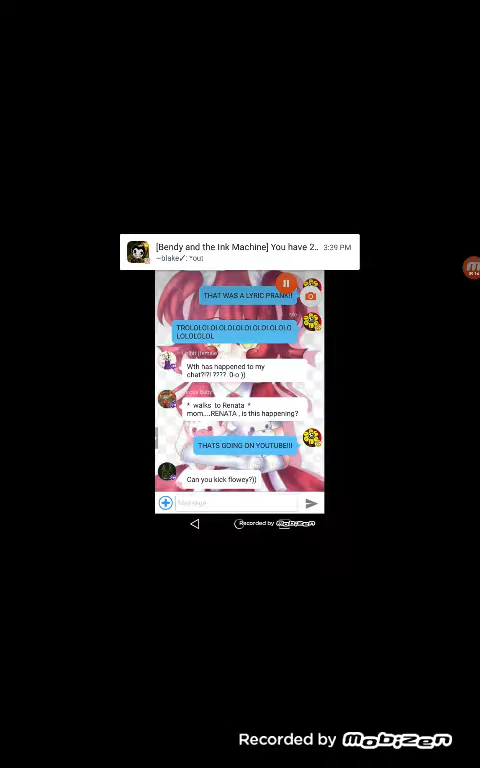 [Bendy and the Ink Machine] You have 2.. 3:39 PM
~blake✓: *out
THAT WAS A LYRIC PRANK!!
TROLOLOLOLOLOLOLOLOLOLOLO
LOLOLOLOL
Wth has happened to my
chat?!?! ???? 0-o ))
* walks to Renata *
mom....RENATA , is this happening?
THATS GOING ON YOUTUBE!!!
Can you kick flowey?))
Message
Recorded by Mobizen
Recorded by Mobizen